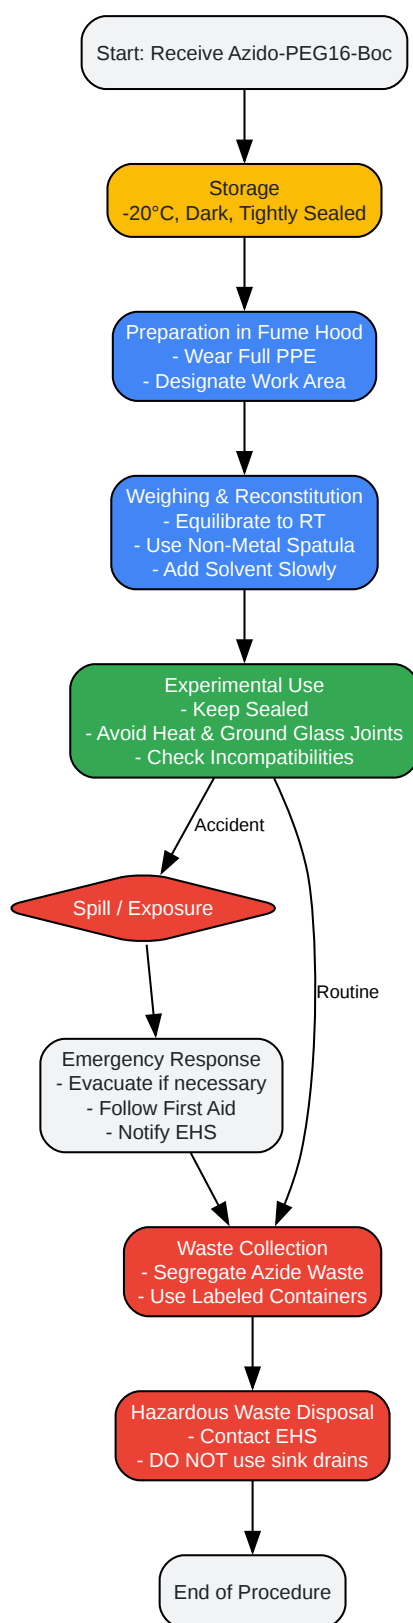 Start: Receive Azido-PEG16-Boc
Storage
-20°C, Dark, Tightly Sealed
Preparation in Fume Hood
- Wear Full PPE
- Designate Work Area
Weighing & Reconstitution
- Equilibrate to RT
- Use Non-Metal Spatula
- Add Solvent Slowly
Experimental Use
- Keep Sealed
- Avoid Heat & Ground Glass Joints
- Check Incompatibilities
Accident
Spill / Exposure
Routine
Emergency Response
- Evacuate if necessary
- Follow First Aid
- Notify EHS
Waste Collection
- Segregate Azide Waste
- Use Labeled Containers
Hazardous Waste Disposal
- Contact EHS
- DO NOT use sink drains
End of Procedure